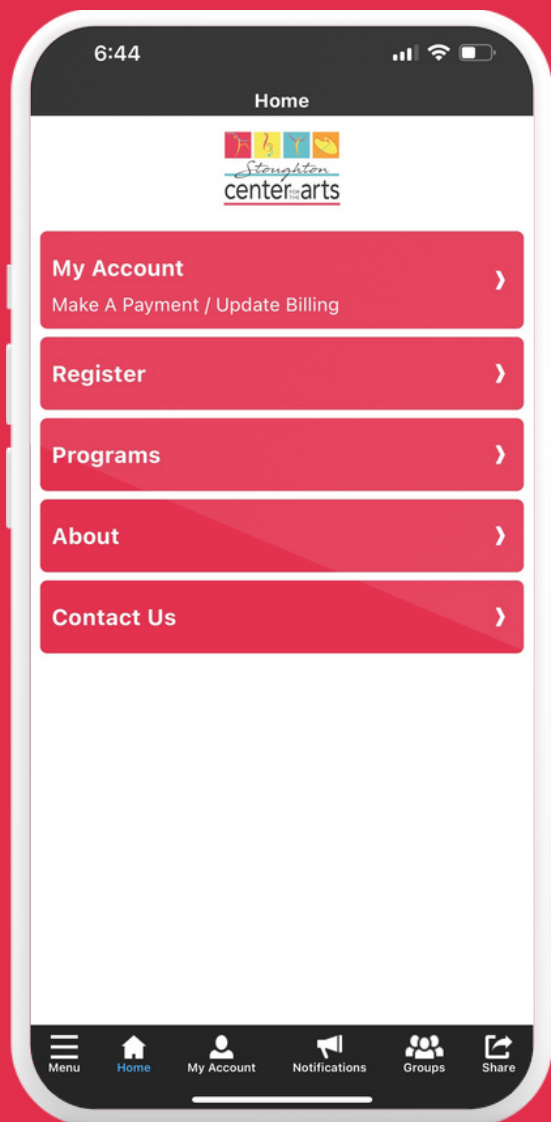 6:44
Home
Stoughton
center FOR THE arts
My Account
Make A Payment / Update Billing
Register
Programs
About
Contact Us
Menu Home My Account Notifications Groups Share